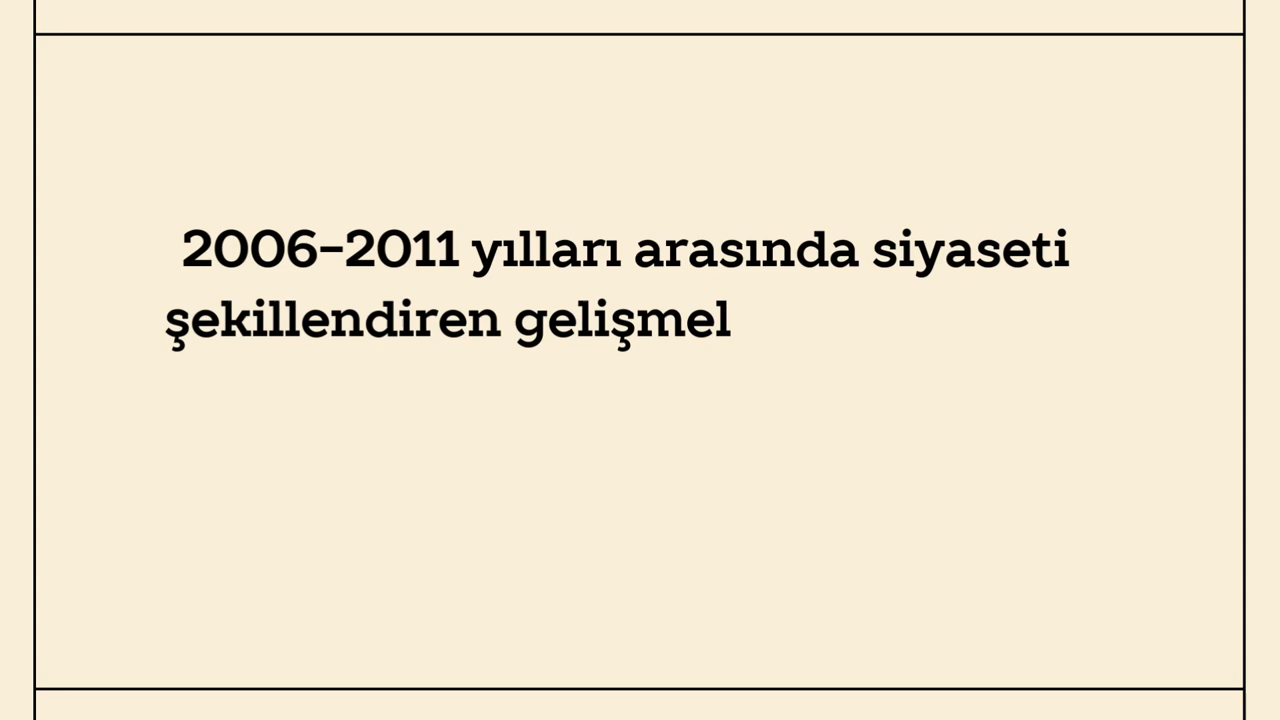 2006–2011 yılları arasında siyaseti
şekillendiren gelişmel